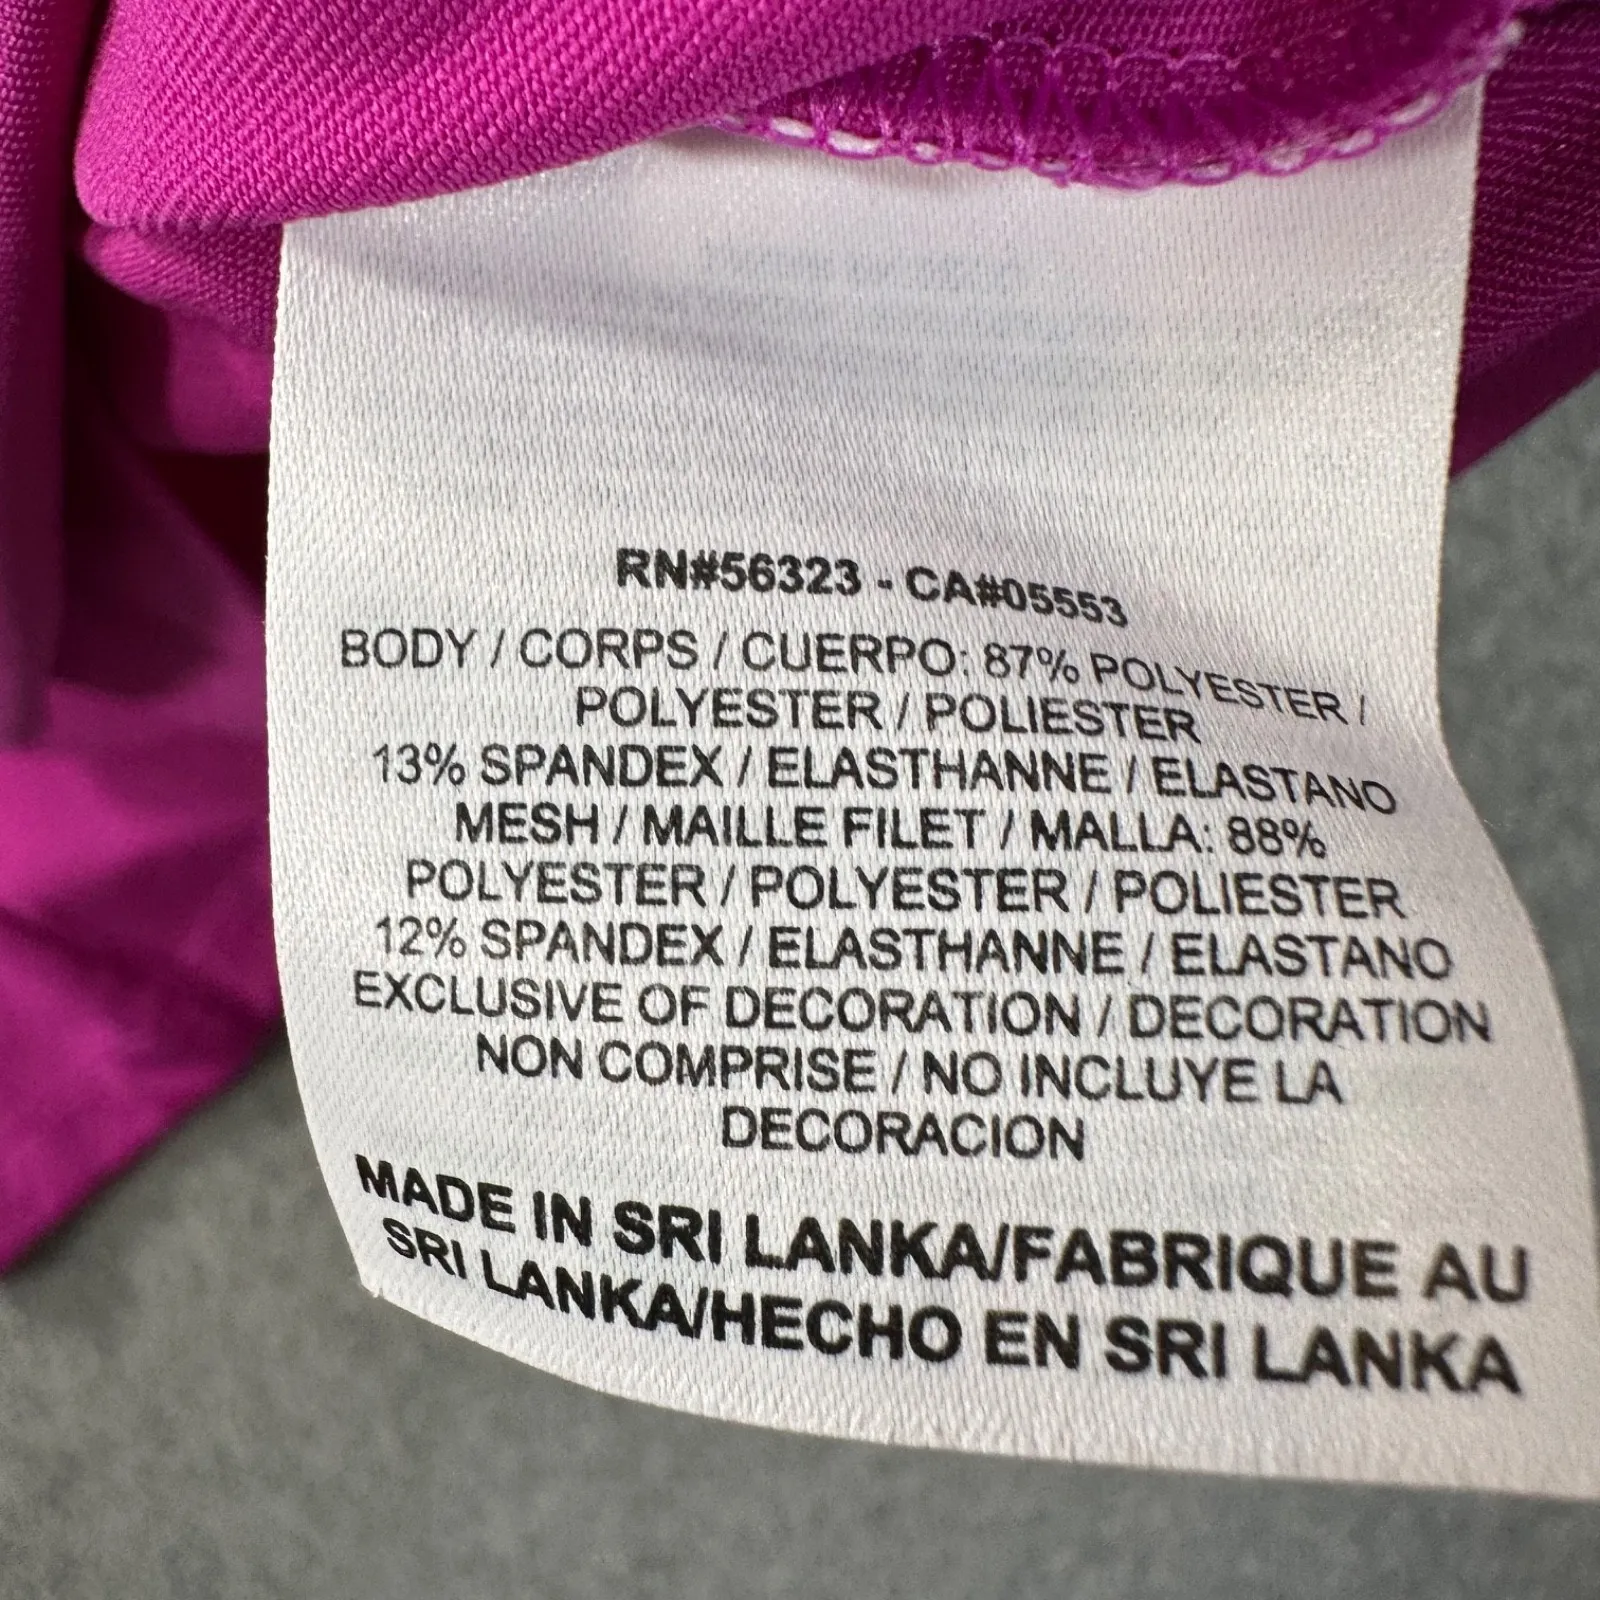 RN#56323 - CA#05553
BODY / CORPS / CUERPO: 87% POLYESTER /
POLYESTER / POLIESTER
13% SPANDEX / ELASTHANNE / ELASTANO
MESH / MAILLE FILET / MALLA: 88%
POLYESTER / POLYESTER / POLIESTER
12% SPANDEX / ELASTHANNE / ELASTANO
EXCLUSIVE OF DECORATION / DECORATION
NON COMPRISE / NO INCLUYE LA
DECORACION
MADE IN SRI LANKA/FABRIQUE AU
SRI LANKA/HECHO EN SRI LANKA